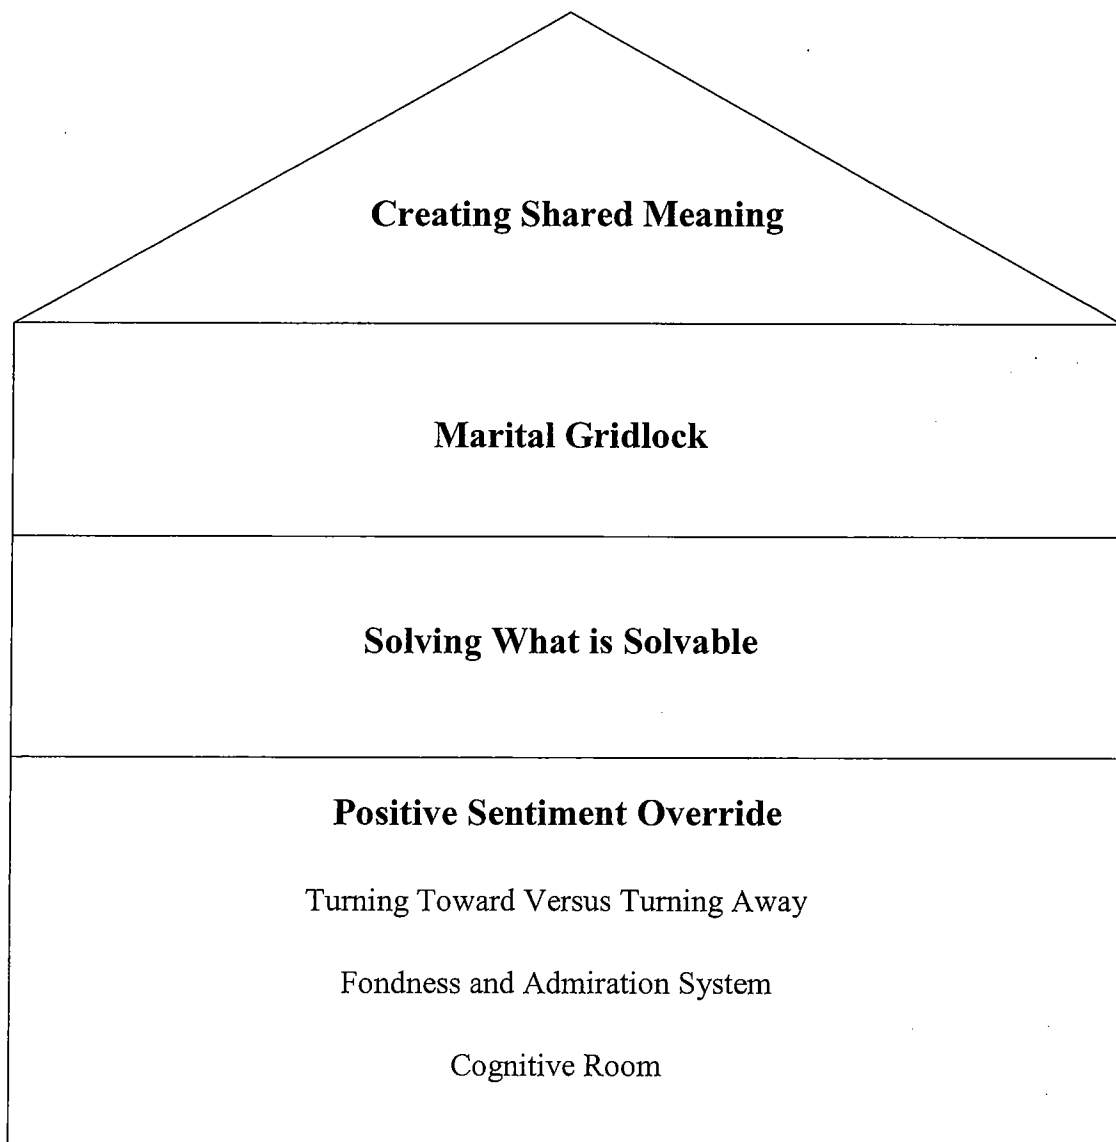 Creating Shared Meaning
Marital Gridlock
Solving What is Solvable
Positive Sentiment Override
Turning Toward Versus Turning Away
Fondness and Admiration System
Cognitive Room